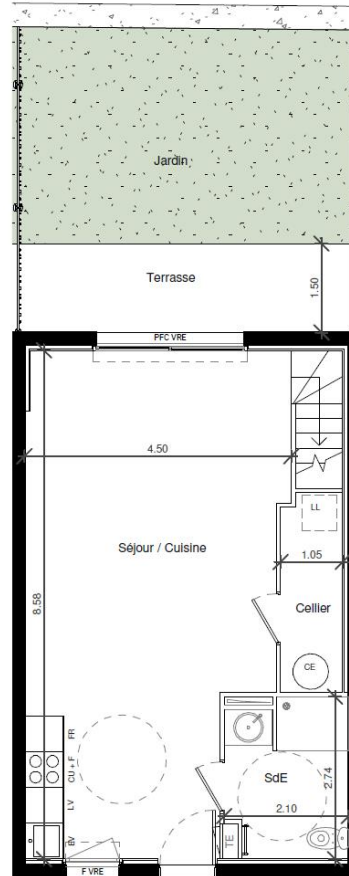 Jardin
Terrasse
1.50
PFC VRE
4.50
LL
Séjour / Cuisine
1.05
8.58
Cellier
CE
FR
CU + F
SdE
2.74
LV
2.10
TE
EV
F VRE